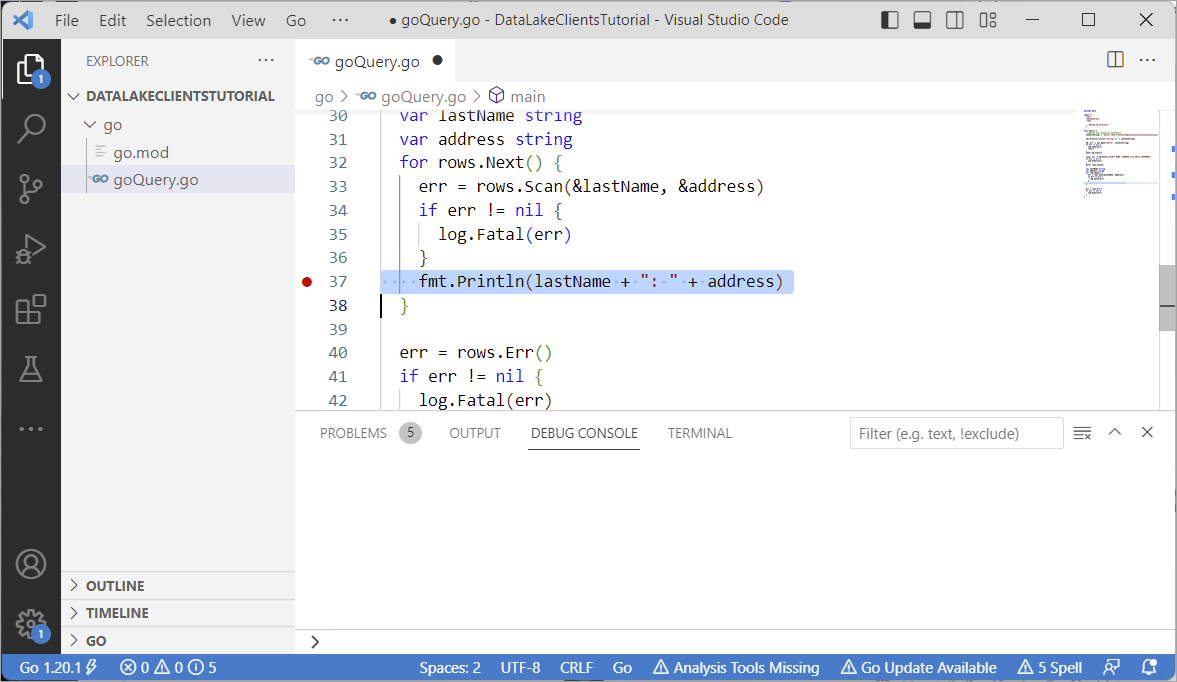 File Edit Selection View Go ··· ● goQuery.go - DataLakeClientsTutorial - Visual Studio Code
EXPLORER ···
DATALAKECLIENTSTUTORIAL
go
go.mod
GO goQuery.go
OUTLINE
TIMELINE
GO
1
1
GO goQuery.go ●
go > GO goQuery.go > main
30 var lastName string
31 var address string
32 for rows.Next() {
33 err = rows.Scan(&lastName, &address)
34 if err != nil {
35 log.Fatal(err)
36 }
37 ····fmt.Println(lastName·+·":·"·+·address)
38 }
39
40 err = rows.Err()
41 if err != nil {
42 log.Fatal(err)
PROBLEMS 5 OUTPUT DEBUG CONSOLE TERMINAL Filter (e.g. text, !exclude)
>
Go 1.20.1 0 0 5 Spaces: 2 UTF-8 CRLF Go Analysis Tools Missing Go Update Available 5 Spell